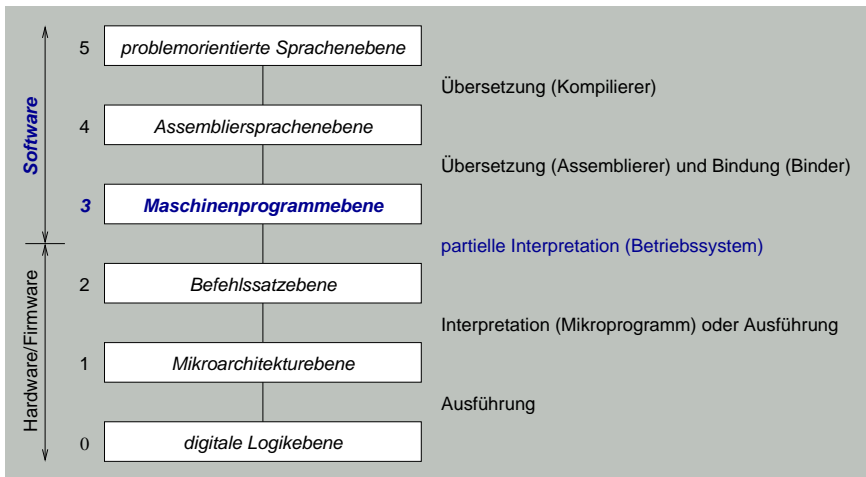 5 problemorientierte Sprachenebene
Übersetzung (Kompilierer)
4 Assembliersprachenebene
Übersetzung (Assemblierer) und Bindung (Binder)
3 Maschinenprogrammebene
partielle Interpretation (Betriebssystem)
2 Befehlssatzebene
Interpretation (Mikroprogramm) oder Ausführung
1 Mikroarchitekturebene
Ausführung
0 digitale Logikebene
Software
Hardware/Firmware